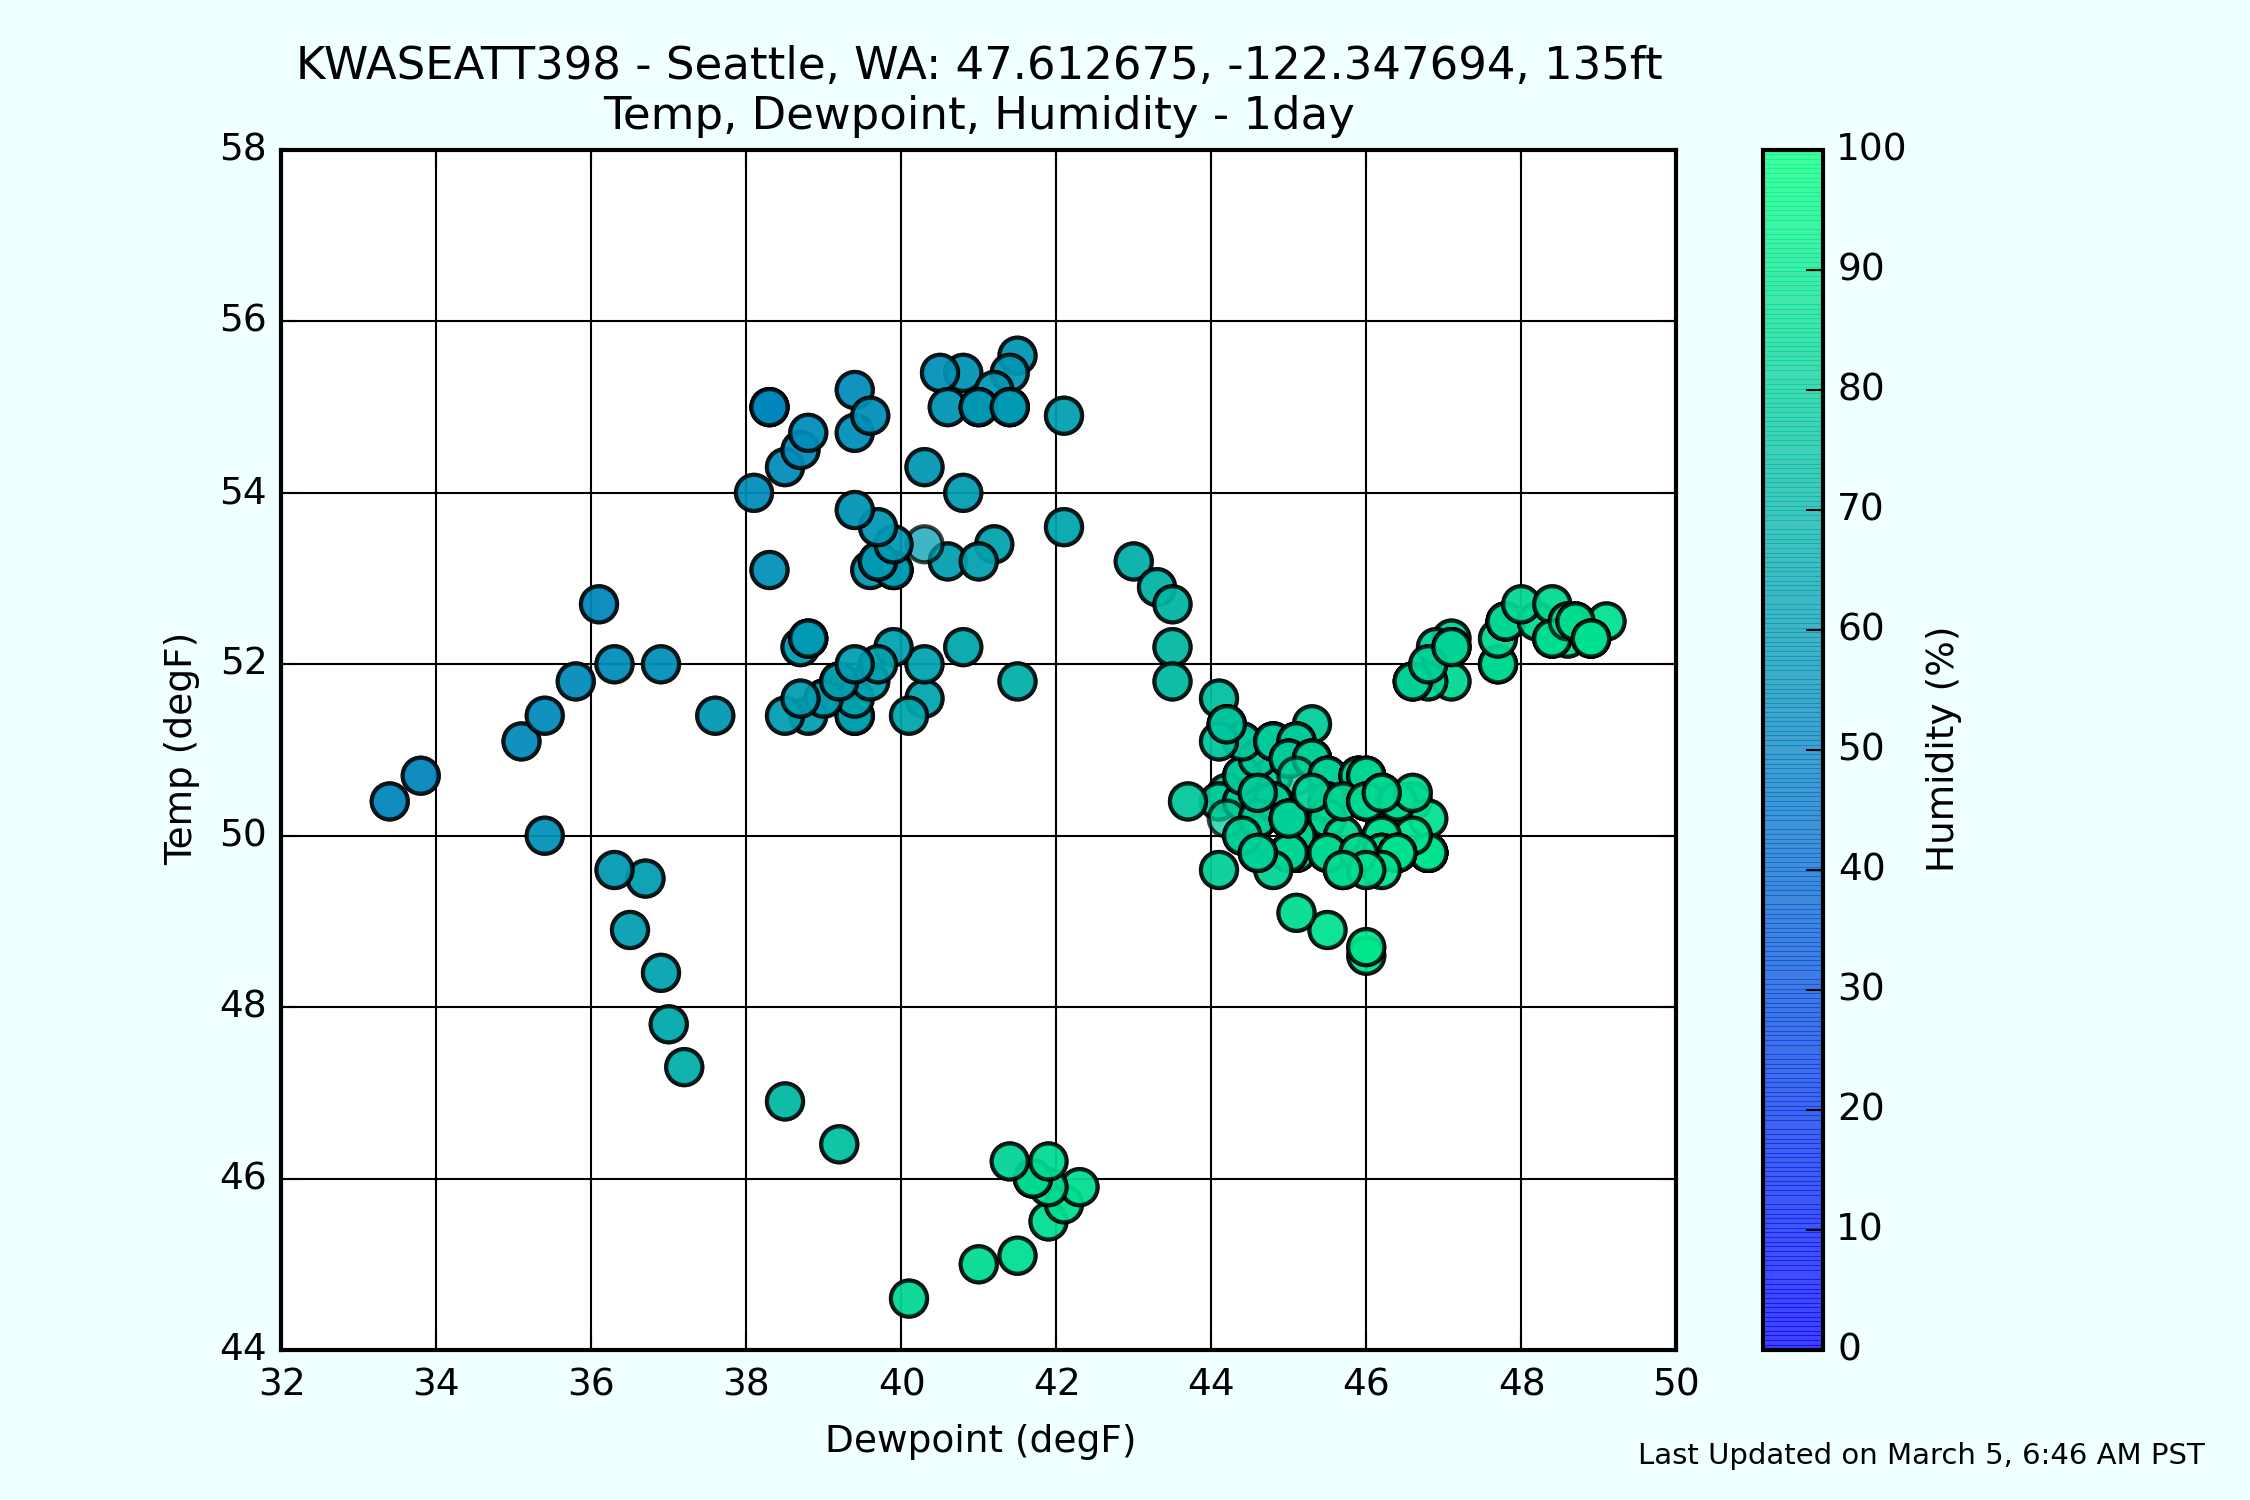 KWASEATT398 - Seattle, WA: 47.612675, -122.347694, 135ft
Temp, Dewpoint, Humidity - 1day
Temp (degF)
58
56
54
52
50
48
46
44
32 34 36 38 40 42 44 46 48 50
Dewpoint (degF)
100
90
80
70
60
50
40
30
20
10
0
Humidity (%)
Last Updated on March 5, 6:46 AM PST